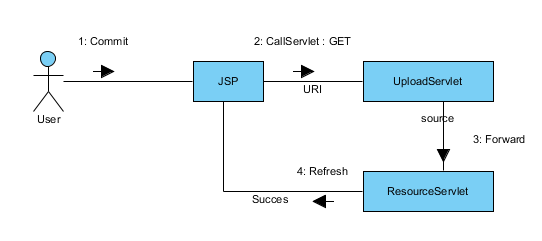 1: Commit
2: CallServlet : GET
JSP
UploadServlet
URI
User
source
3: Forward
4: Refresh
ResourceServlet
Succes